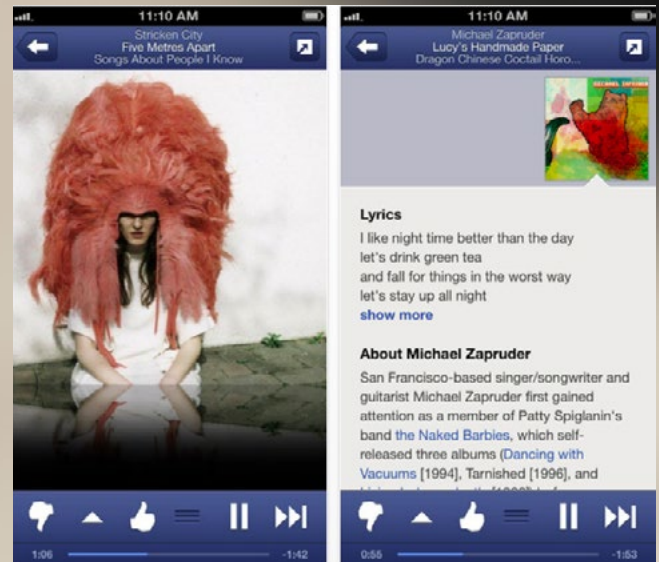 11:10 AM
Stricken City
Five Metres Apart
Songs About People I Know
1:06
-1:42
11:10 AM
Michael Zapruder
Lucy's Handmade Paper
Dragon Chinese Coctail Horo...
Lyrics
I like night time better than the day
let's drink green tea
and fall for things in the worst way
let's stay up all night
show more
About Michael Zapruder
San Francisco-based singer/songwriter and
guitarist Michael Zapruder first gained
attention as a member of Patty Spiglanin's
band the Naked Barbies, which self-
released three albums (Dancing with
Vacuums [1994], Tarnished [1996], and
0:55
-1:53